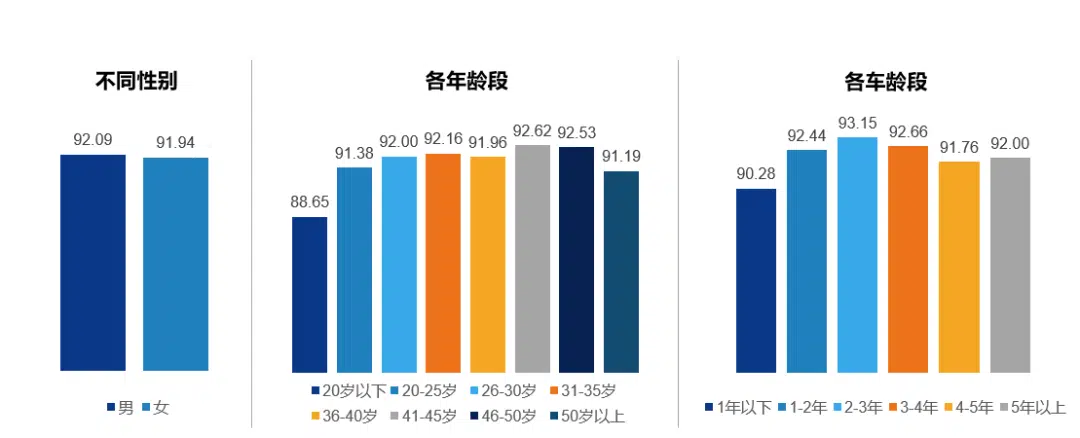 不同性别
92.09
91.94
男 女
各年龄段
88.65
91.38
92.00
92.16
91.96
92.62
92.53
91.19
20岁以下 20-25岁 26-30岁 31-35岁
36-40岁 41-45岁 46-50岁 50岁以上
各车龄段
90.28
92.44
93.15
92.66
91.76
92.00
1年以下 1-2年 2-3年 3-4年 4-5年 5年以上